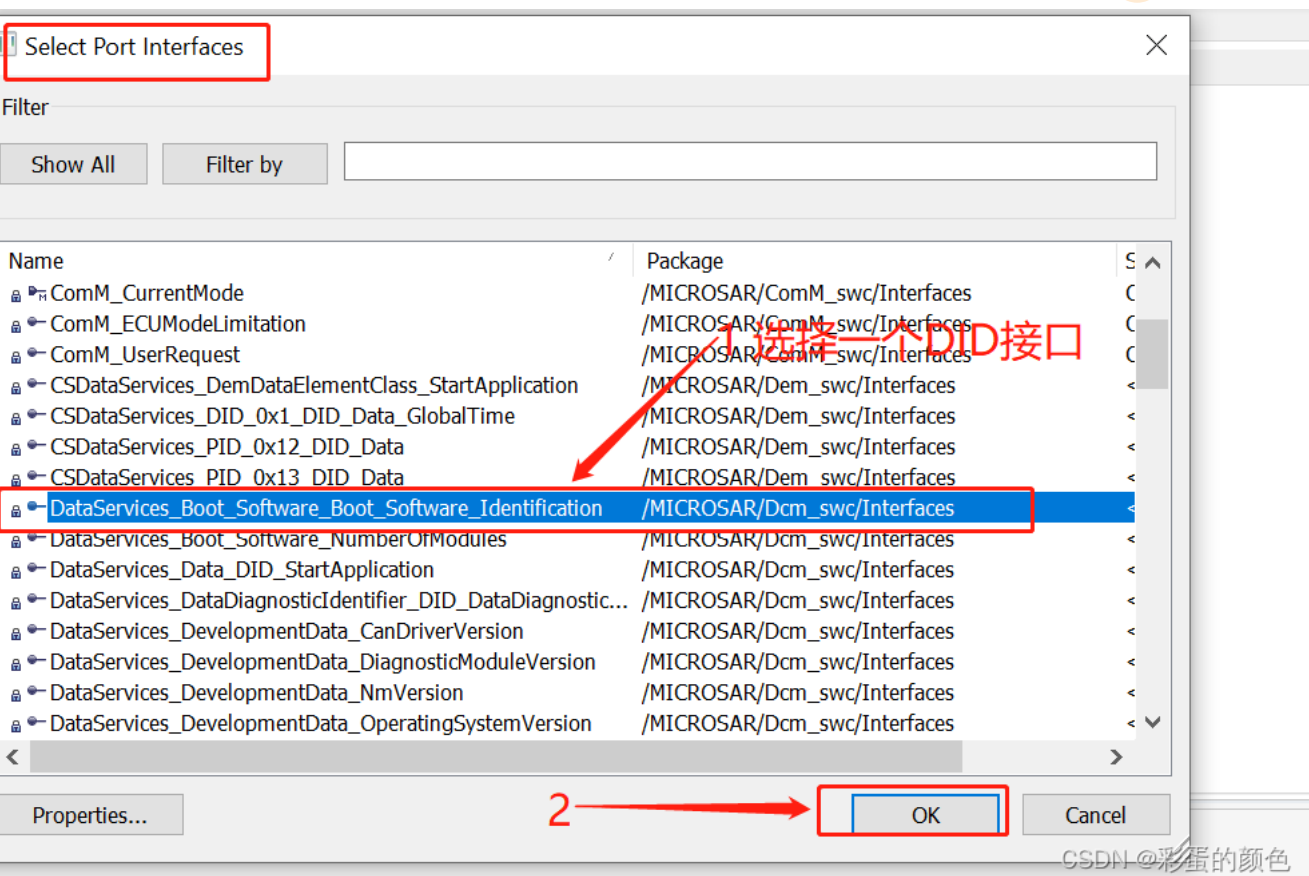 Select Port Interfaces
Filter
Show All
Filter by
Name Package S
ComM_CurrentMode /MICROSAR/ComM_swc/Interfaces C
ComM_ECUModeLimitation /MICROSAR/ComM_swc/Interfaces C
1 选择一个DID接口
ComM_UserRequest /MICROSAR/ComM_swc/Interfaces C
CSDataServices_DemDataElementClass_StartApplication /MICROSAR/Dem_swc/Interfaces <
CSDataServices_DID_0x1_DID_Data_GlobalTime /MICROSAR/Dem_swc/Interfaces <
CSDataServices_PID_0x12_DID_Data /MICROSAR/Dem_swc/Interfaces <
CSDataServices_PID_0x13_DID_Data /MICROSAR/Dem_swc/Interfaces <
DataServices_Boot_Software_Boot_Software_Identification /MICROSAR/Dcm_swc/Interfaces <
DataServices_Boot_Software_NumberOfModules /MICROSAR/Dcm_swc/Interfaces <
DataServices_Data_DID_StartApplication /MICROSAR/Dcm_swc/Interfaces <
DataServices_DataDiagnosticIdentifier_DID_DataDiagnostic... /MICROSAR/Dcm_swc/Interfaces <
DataServices_DevelopmentData_CanDriverVersion /MICROSAR/Dcm_swc/Interfaces <
DataServices_DevelopmentData_DiagnosticModuleVersion /MICROSAR/Dcm_swc/Interfaces <
DataServices_DevelopmentData_NmVersion /MICROSAR/Dcm_swc/Interfaces <
DataServices_DevelopmentData_OperatingSystemVersion /MICROSAR/Dcm_swc/Interfaces <
Properties... 2 OK Cancel
CSDN @彩蛋的颜色